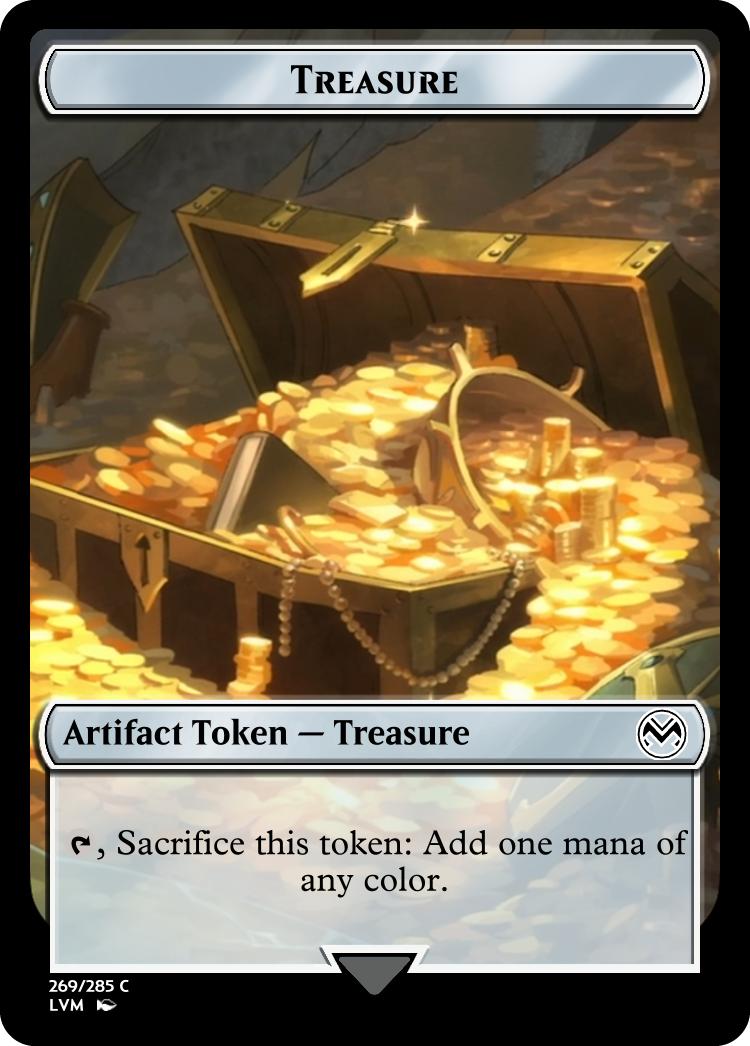 Treasure
Artifact Token — Treasure
, Sacrifice this token: Add one mana of
any color.
269/285 C
LVM